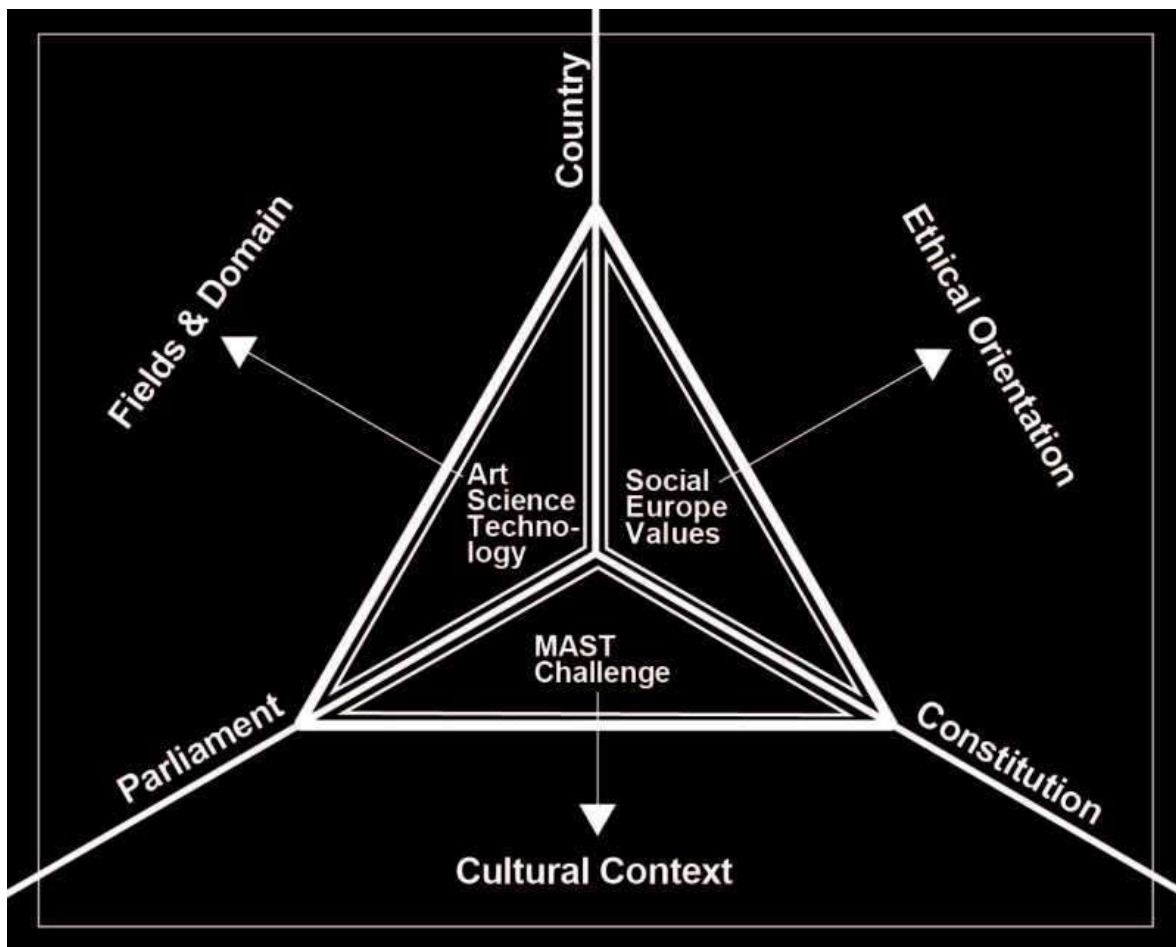 Country
Fields & Domain
Ethical Orientation
Art
Science
Techno-
logy
Social
Europe
Values
MAST
Challenge
Parliament
Constitution
Cultural Context